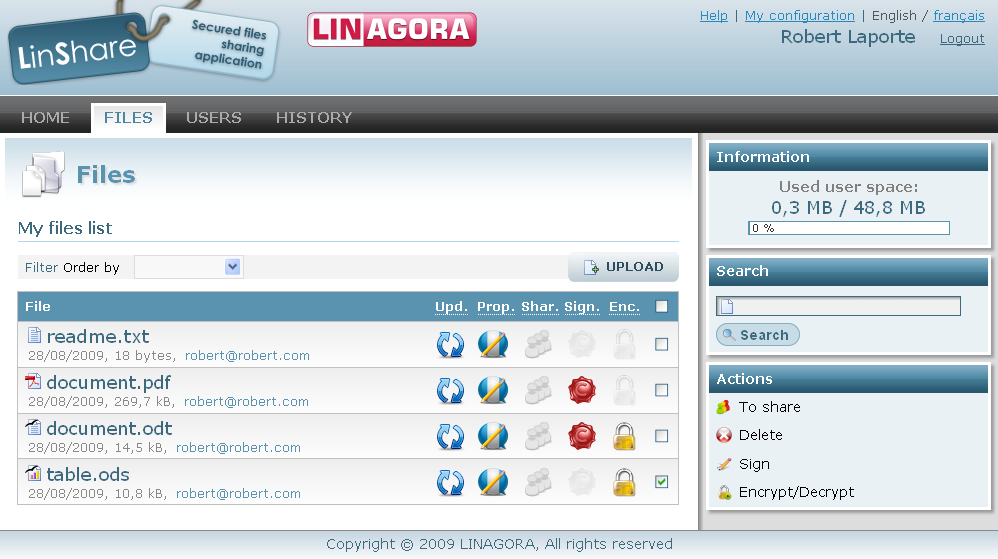 LinShare
Secured files
sharing
application
LINAGORA
Help | My configuration | English / français
Robert Laporte Logout
HOME FILES USERS HISTORY
Files
My files list
Filter Order by
UPLOAD
File Upd. Prop. Shar. Sign. Enc.
readme.txt
28/08/2009, 18 bytes, robert@robert.com
document.pdf
28/08/2009, 269,7 kB, robert@robert.com
document.odt
28/08/2009, 14,5 kB, robert@robert.com
table.ods
28/08/2009, 10,8 kB, robert@robert.com
Information
Used user space:
0,3 MB / 48,8 MB
0 %
Search
Search
Actions
To share
Delete
Sign
Encrypt/Decrypt
Copyright © 2009 LINAGORA, All rights reserved